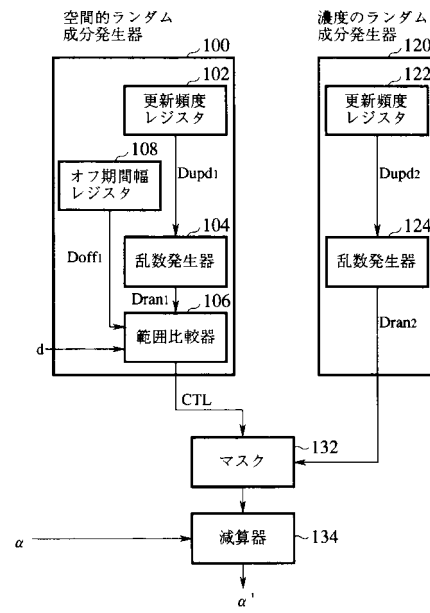 空間的ランダム
成分発生器
100
102
更新頻度
レジスタ
108
オフ期間幅
レジスタ
Dupd1
Doff1
104
乱数発生器
Dran1
106
範囲比較器
d
CTL
濃度のランダム
成分発生器
120
122
更新頻度
レジスタ
Dupd2
124
乱数発生器
Dran2
132
マスク
α
減算器
134
α'